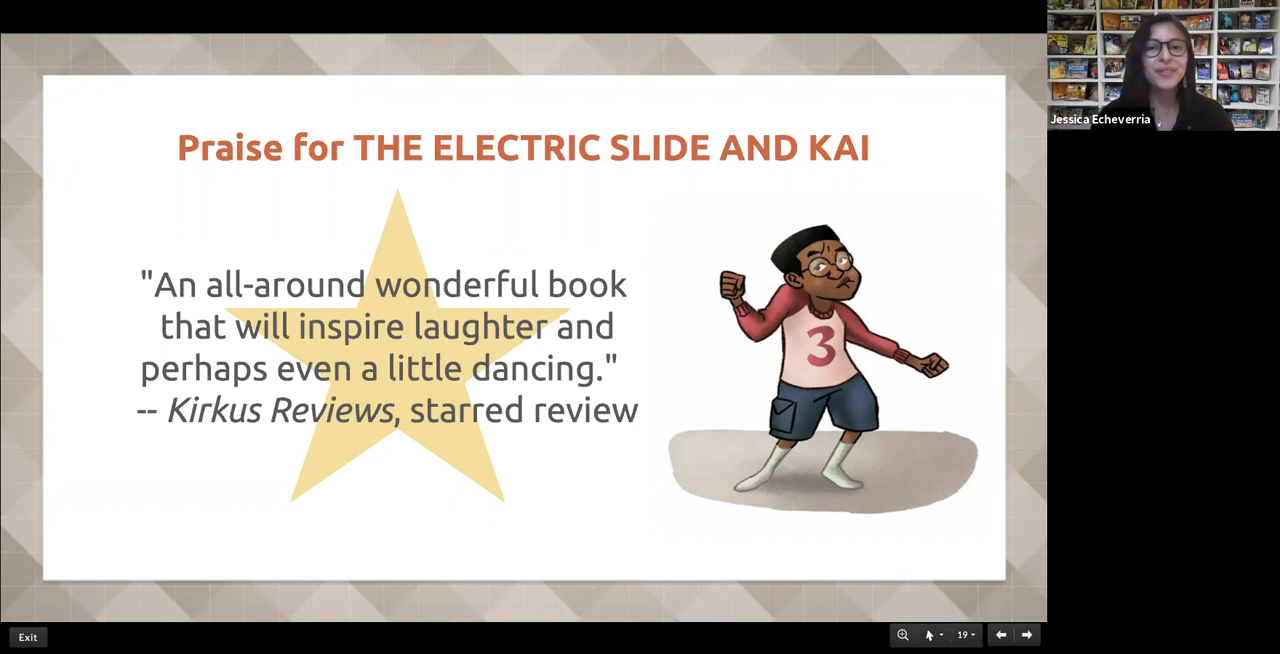 Praise for THE ELECTRIC SLIDE AND KAI
"An all-around wonderful book
that will inspire laughter and
perhaps even a little dancing."
-- Kirkus Reviews, starred review
3
Jessica Echeverria
Exit
19